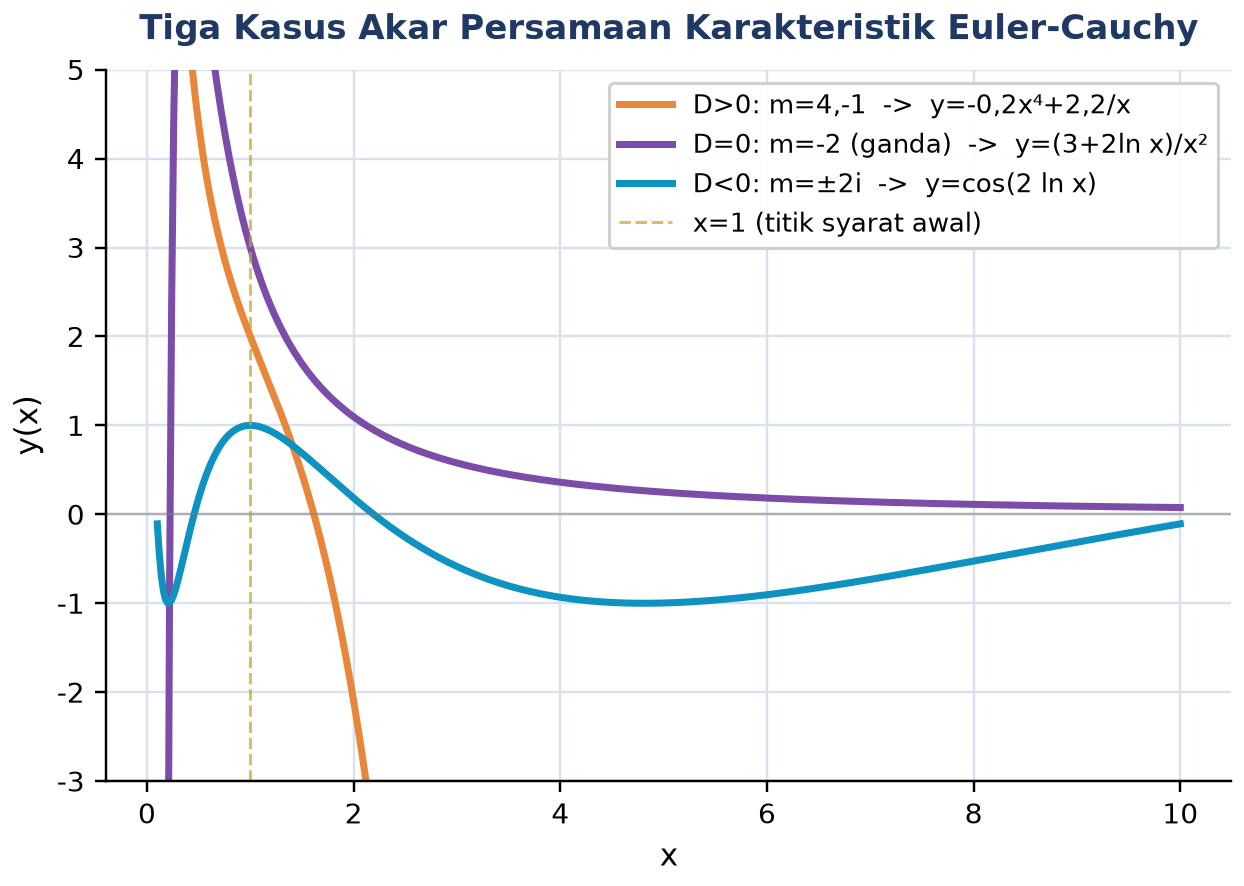 Tiga Kasus Akar Persamaan Karakteristik Euler-Cauchy
D>0: m=4,-1  ->  y=-0,2x⁴+2,2/x
D=0: m=-2 (ganda)  ->  y=(3+2ln x)/x²
D<0: m=±2i  ->  y=cos(2 ln x)
x=1 (titik syarat awal)
y(x)
5
4
3
2
1
0
-1
-2
-3
0 2 4 6 8 10
x